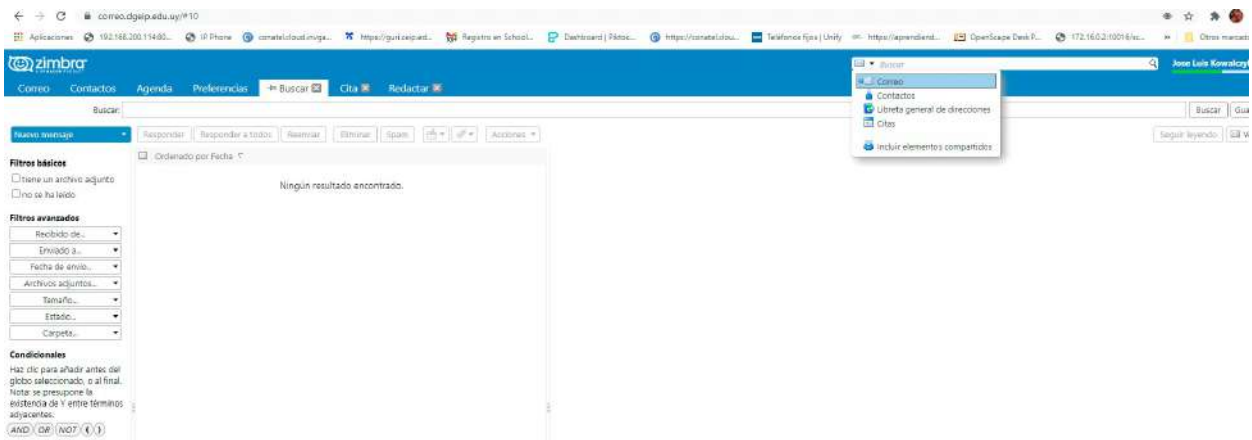 correo.dgeip.edu.uy/#10
Aplicaciones
IP Phone
Registro en School...
Dashboard | Piktoc...
Teléfonos fijos | Unify
https://aprendiend...
OpenScape Desk P...
zimbra
Buscar
Jose Luis Kowalczy
Correo Contactos Agenda Preferencias Buscar Cita Redactar
Correo
Contactos
Libreta general de direcciones
Citas
Incluir elementos compartidos
Buscar:
Buscar
Nuevo mensaje
Responder Responder a todos Reenviar Eliminar Spam Acciones
Seguir leyendo
Filtros básicos
tiene un archivo adjunto
no se ha leído
Ordenado por Fecha
Ningún resultado encontrado.
Filtros avanzados
Recibido de...
Enviado a...
Fecha de envío...
Archivos adjuntos...
Tamaño...
Estado...
Carpeta...
Condicionales
Haz clic para añadir antes del
globo seleccionado, o al final.
Nota: se presupone la
existencia de Y entre términos
adyacentes.
AND OR NOT ( )